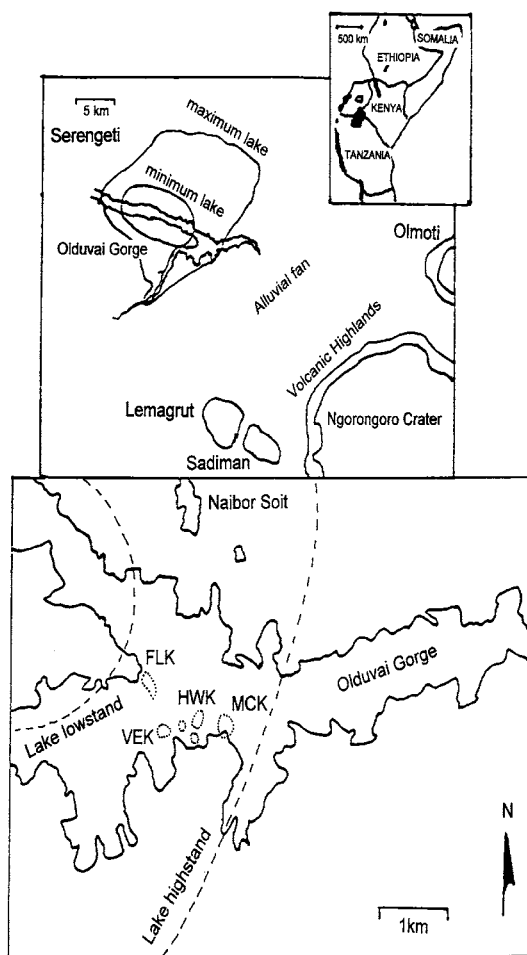 500 km
SOMALIA
ETHIOPIA
KENYA
TANZANIA
5 km
Serengeti
maximum lake
minimum lake
Olduvai Gorge
Olmoti
Alluvial fan
Volcanic Highlands
Lemagrut
Ngorongoro Crater
Sadiman
Naibor Soit
FLK
Olduvai Gorge
HWK
MCK
VEK
Lake lowstand
Lake highstand
N
1km